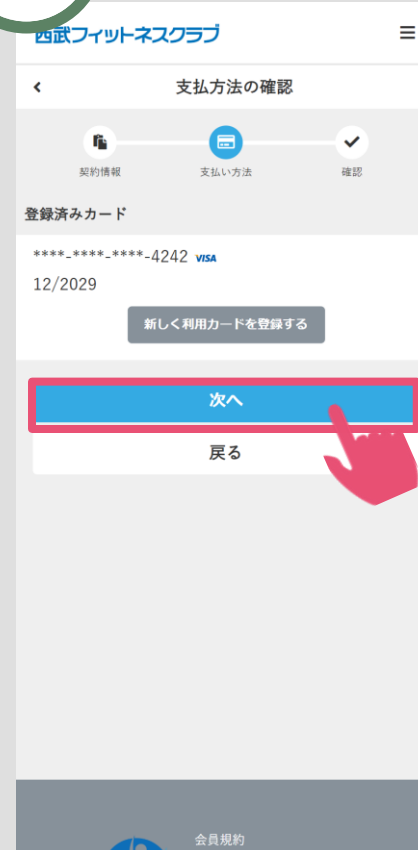 西武フィットネスクラブ
支払方法の確認
契約情報
支払い方法
確認
登録済みカード
****-****-****-4242 VISA
12/2029
新しく利用カードを登録する
次へ
戻る
会員規約